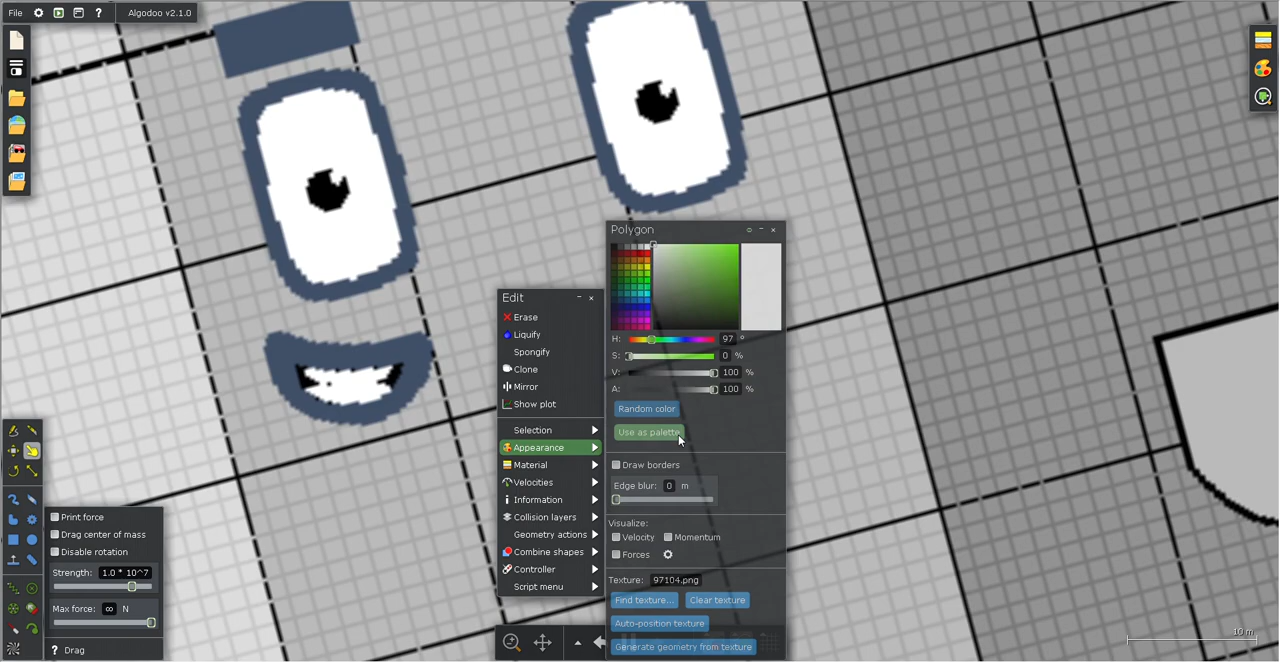 File ? Algodoo v2.1.0
Polygon
H: 97 °
S: 0 %
V: 100 %
A: 100 %
Random color
Use as palette
Draw borders
Edge blur: 0 m
Visualize:
Velocity Momentum
Forces
Texture: 97104.png
Find texture... Clear texture
Auto-position texture
Generate geometry from texture
Edit
Erase
Liquify
Spongify
Clone
Mirror
Show plot
Selection
Appearance
Material
Velocities
Information
Collision layers
Geometry actions
Combine shapes
Controller
Script menu
Print force
Drag center of mass
Disable rotation
Strength: 1.0 * 10^7
Max force: ∞ N
? Drag
10 m